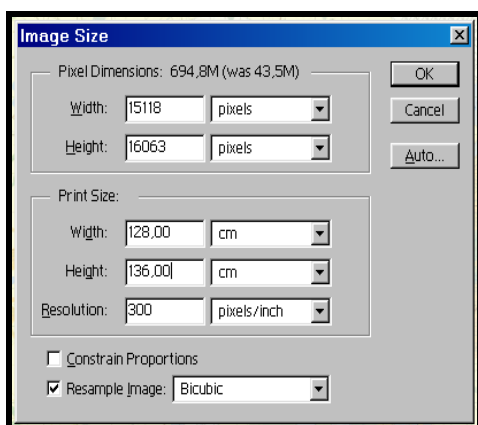 Image Size
Pixel Dimensions: 694,8M (was 43,5M)
OK
Width: 15118 pixels
Cancel
Height: 16063 pixels
Auto...
Print Size:
Width: 128,00 cm
Height: 136,00 cm
Resolution: 300 pixels/inch
Constrain Proportions
Resample Image: Bicubic